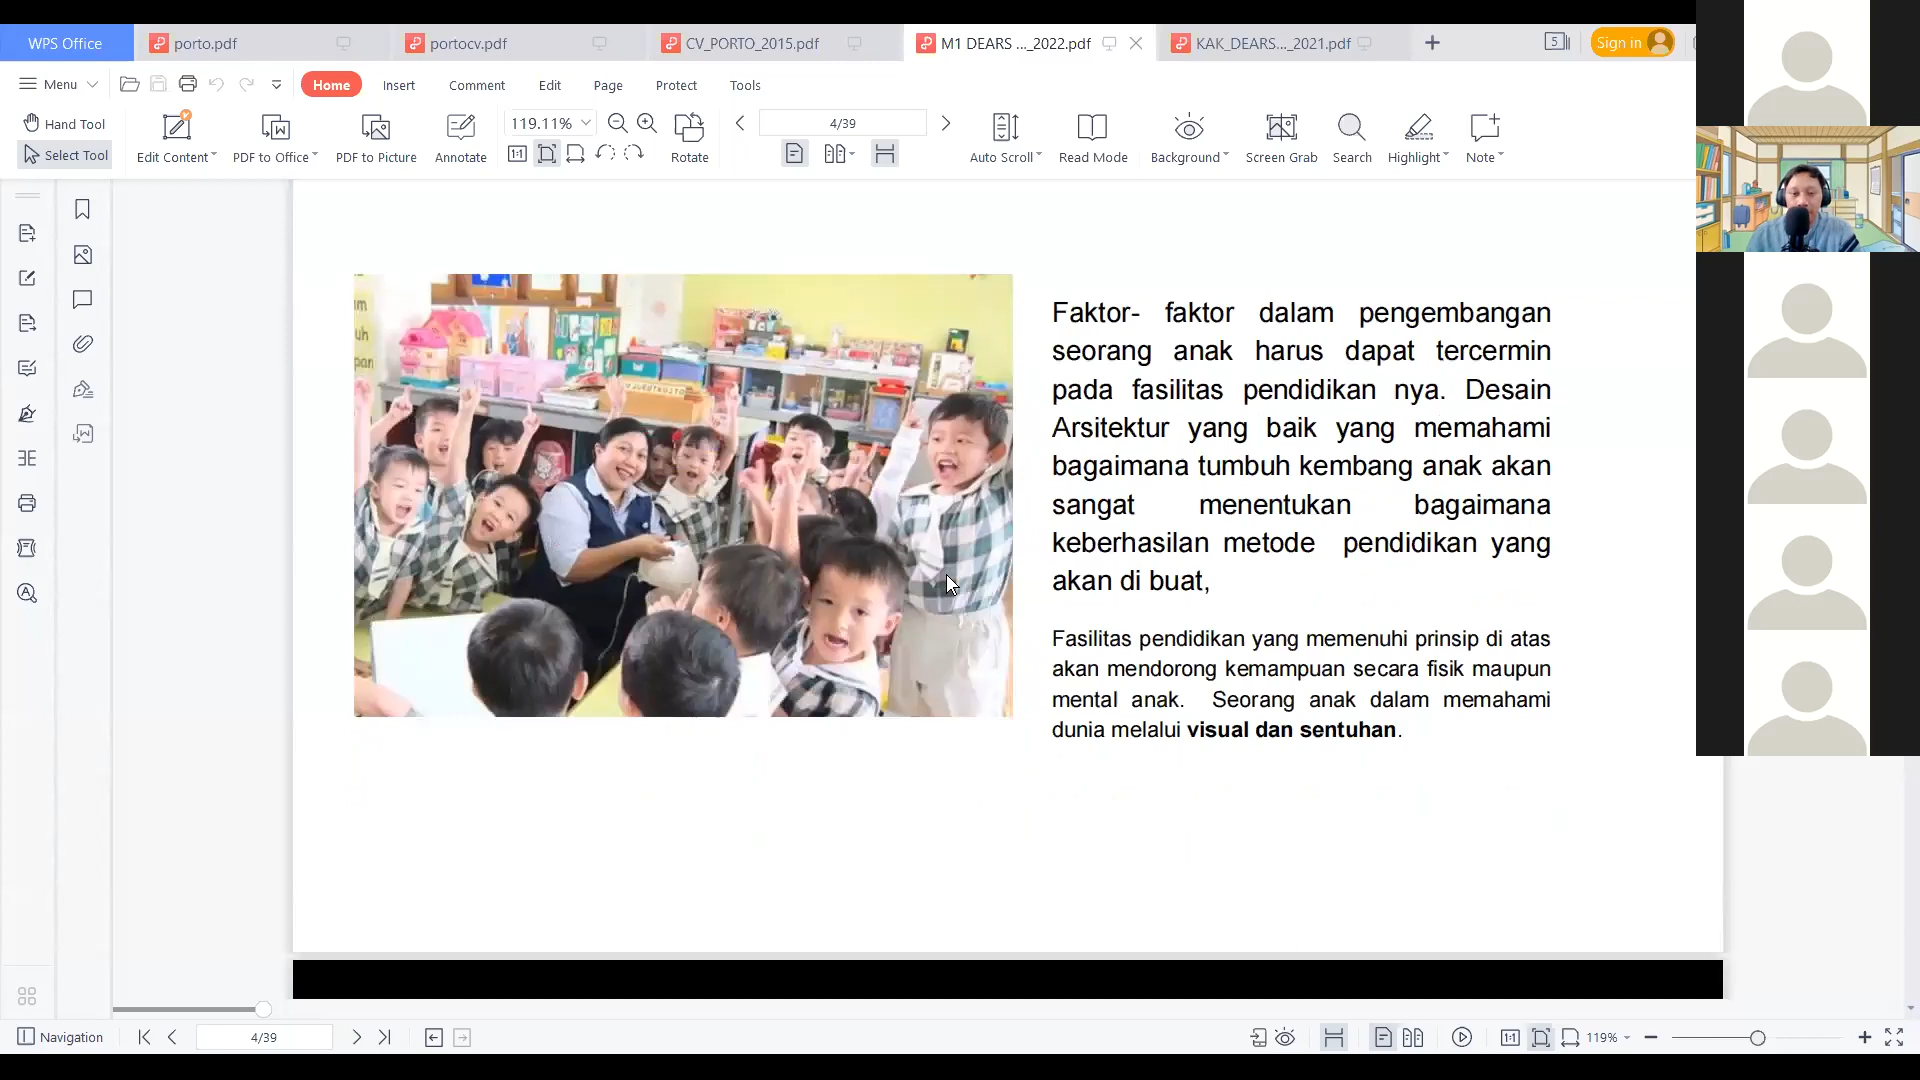 WPS Office
porto.pdf
portocv.pdf
CV_PORTO_2015.pdf
M1 DEARS ..._2022.pdf
KAK_DEARS..._2021.pdf
5
Sign in
Menu
Home
Insert
Comment
Edit
Page
Protect
Tools
Hand Tool
Select Tool
Edit Content
PDF to Office
PDF to Picture
Annotate
119.11%
Rotate
4/39
Auto Scroll
Read Mode
Background
Screen Grab
Search
Highlight
Note
Faktor- faktor dalam pengembangan
seorang anak harus dapat tercermin
pada fasilitas pendidikan nya. Desain
Arsitektur yang baik yang memahami
bagaimana tumbuh kembang anak akan
sangat menentukan bagaimana
keberhasilan metode pendidikan yang
akan di buat,
Fasilitas pendidikan yang memenuhi prinsip di atas
akan mendorong kemampuan secara fisik maupun
mental anak. Seorang anak dalam memahami
dunia melalui visual dan sentuhan.
Navigation
4/39
119%